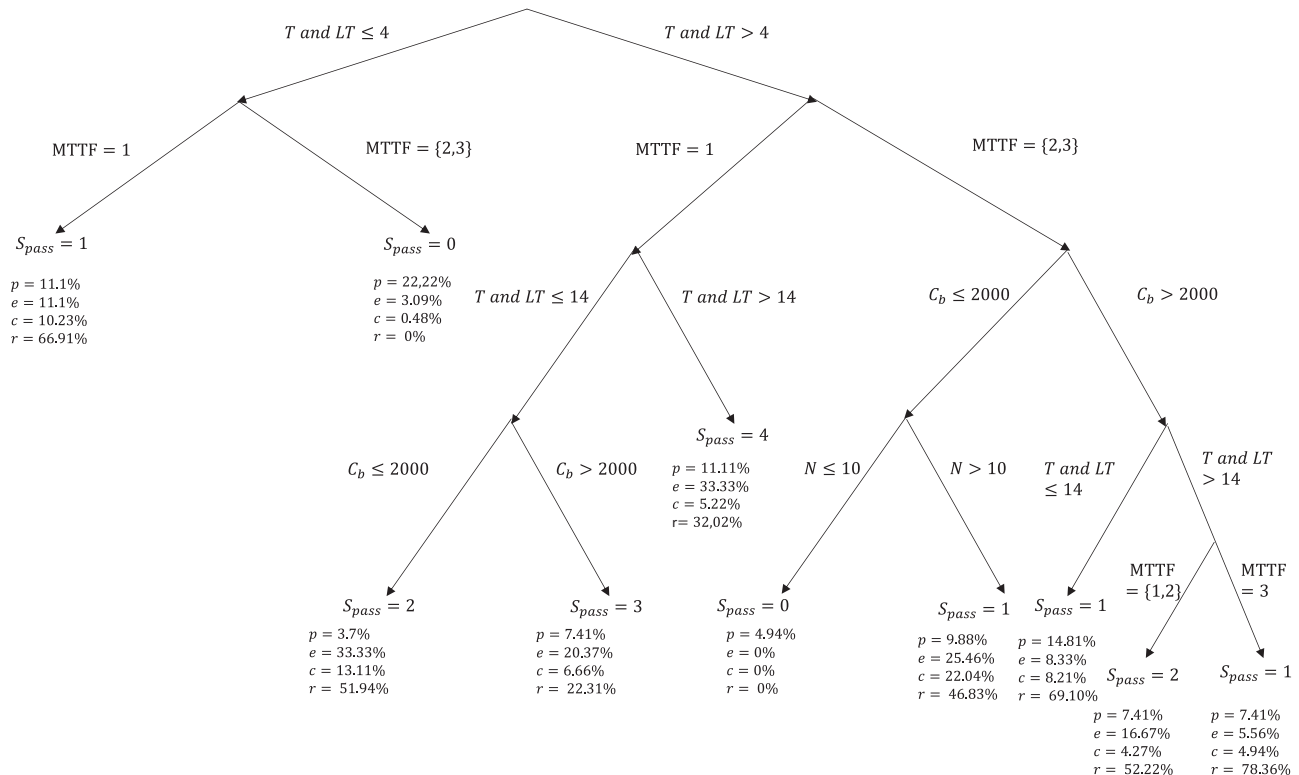 T and LT ≤ 4
T and LT > 4
MTTF = 1
MTTF = {2,3}
MTTF = 1
MTTF = {2,3}
S_pass = 1
p = 11.1%
e = 11.1%
c = 10.23%
r = 66.91%
S_pass = 0
p = 22,22%
e = 3.09%
c = 0.48%
r = 0%
T and LT ≤ 14
T and LT > 14
C_b ≤ 2000
C_b > 2000
C_b ≤ 2000
C_b > 2000
S_pass = 4
p = 11.11%
e = 33.33%
c = 5.22%
r= 32,02%
N ≤ 10
N > 10
T and LT
≤ 14
T and LT
> 14
MTTF
= {1,2}
MTTF
= 3
S_pass = 2
p = 3.7%
e = 33.33%
c = 13.11%
r = 51.94%
S_pass = 3
p = 7.41%
e = 20.37%
c = 6.66%
r = 22.31%
S_pass = 0
p = 4.94%
e = 0%
c = 0%
r = 0%
S_pass = 1
p = 9.88%
e = 25.46%
c = 22.04%
r = 46.83%
S_pass = 1
p = 14.81%
e = 8.33%
c = 8.21%
r = 69.10%
S_pass = 2
p = 7.41%
e = 16.67%
c = 4.27%
r = 52.22%
S_pass = 1
p = 7.41%
e = 5.56%
c = 4.94%
r = 78.36%